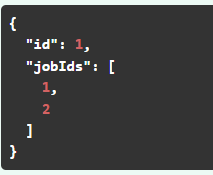 {
  "id": 1,
  "jobIds": [
    1,
    2
  ]
}